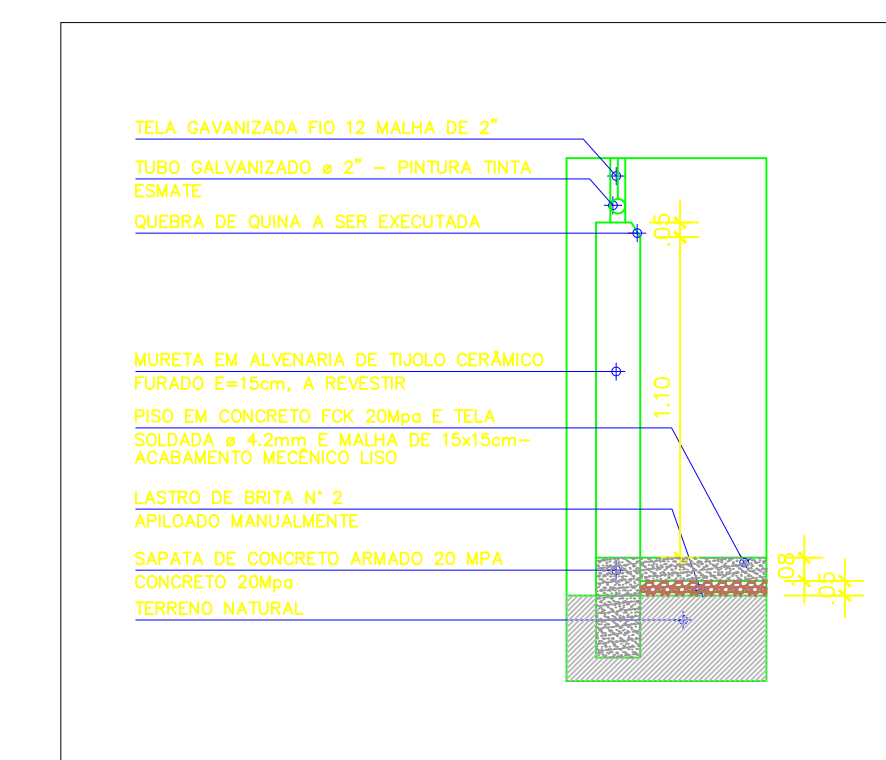 TELA GAVANIZADA FIO 12 MALHA DE 2"
TUBO GALVANIZADO ø 2" – PINTURA TINTA
ESMATE
QUEBRA DE QUINA A SER EXECUTADA
.05
MURETA EM ALVENARIA DE TIJOLO CERÂMICO
FURADO E=15cm, A REVESTIR
1.10
PISO EM CONCRETO FCK 20Mpa E TELA
SOLDADA ø 4.2mm E MALHA DE 15x15cm–
ACABAMENTO MECÊNICO LISO
LASTRO DE BRITA N° 2
APILOADO MANUALMENTE
SAPATA DE CONCRETO ARMADO 20 MPA
CONCRETO 20Mpa
.08
.05
TERRENO NATURAL